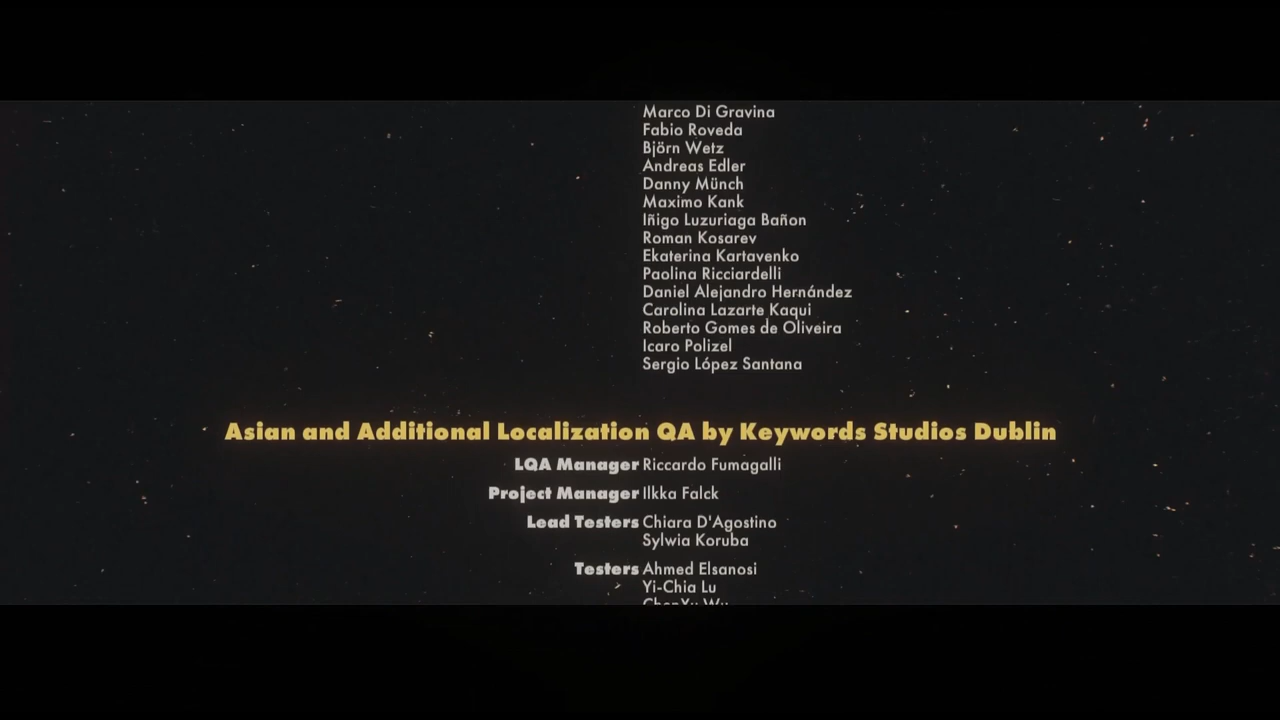 Marco Di Gravina
Fabio Roveda
Björn Wetz
Andreas Edler
Danny Münch
Maximo Kank
Iñigo Luzuriaga Bañon
Roman Kosarev
Ekaterina Kartavenko
Paolina Ricciardelli
Daniel Alejandro Hernández
Carolina Lazarte Kaqui
Roberto Gomes de Oliveira
Icaro Polizel
Sergio López Santana
Asian and Additional Localization QA by Keywords Studios Dublin
LQA Manager Riccardo Fumagalli
Project Manager Ilkka Falck
Lead Testers Chiara D'Agostino
Sylwia Koruba
Testers Ahmed Elsanosi
Yi-Chia Lu